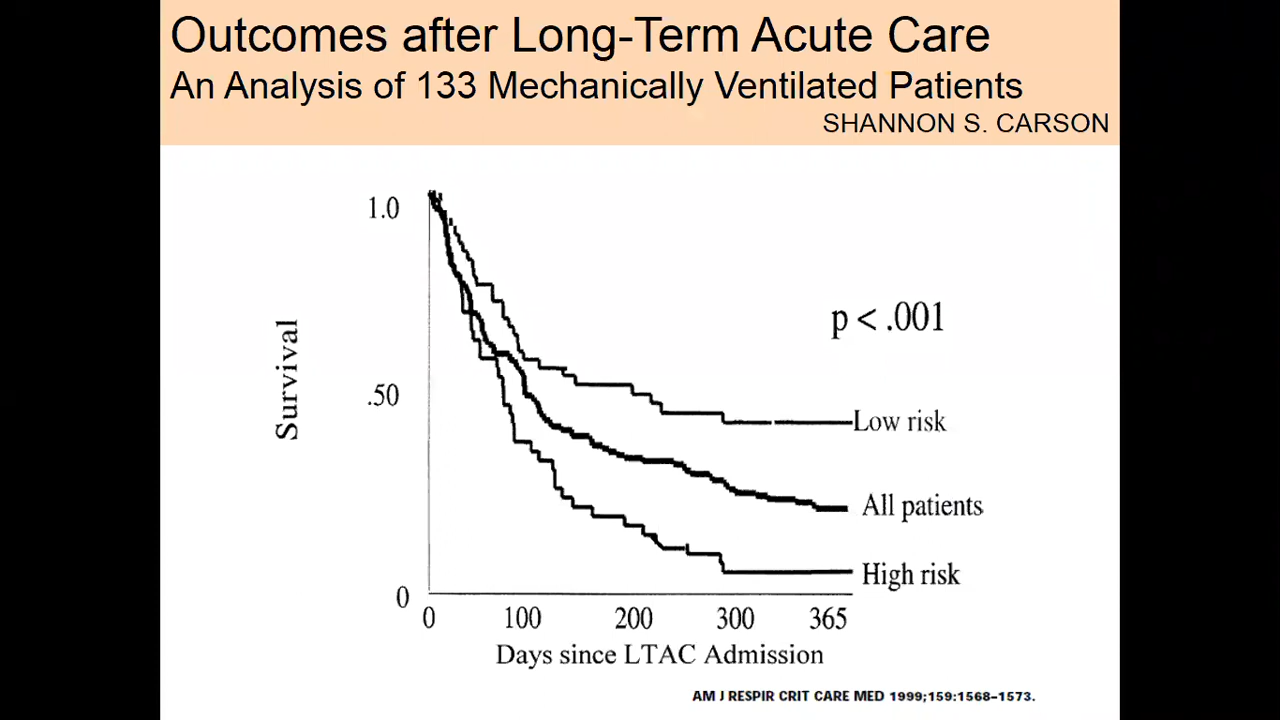 Outcomes after Long-Term Acute Care
An Analysis of 133 Mechanically Ventilated Patients
SHANNON S. CARSON
1.0
p < .001
.50
Survival
Low risk
All patients
High risk
0
0 100 200 300 365
Days since LTAC Admission
AM J RESPIR CRIT CARE MED 1999;159:1568–1573.